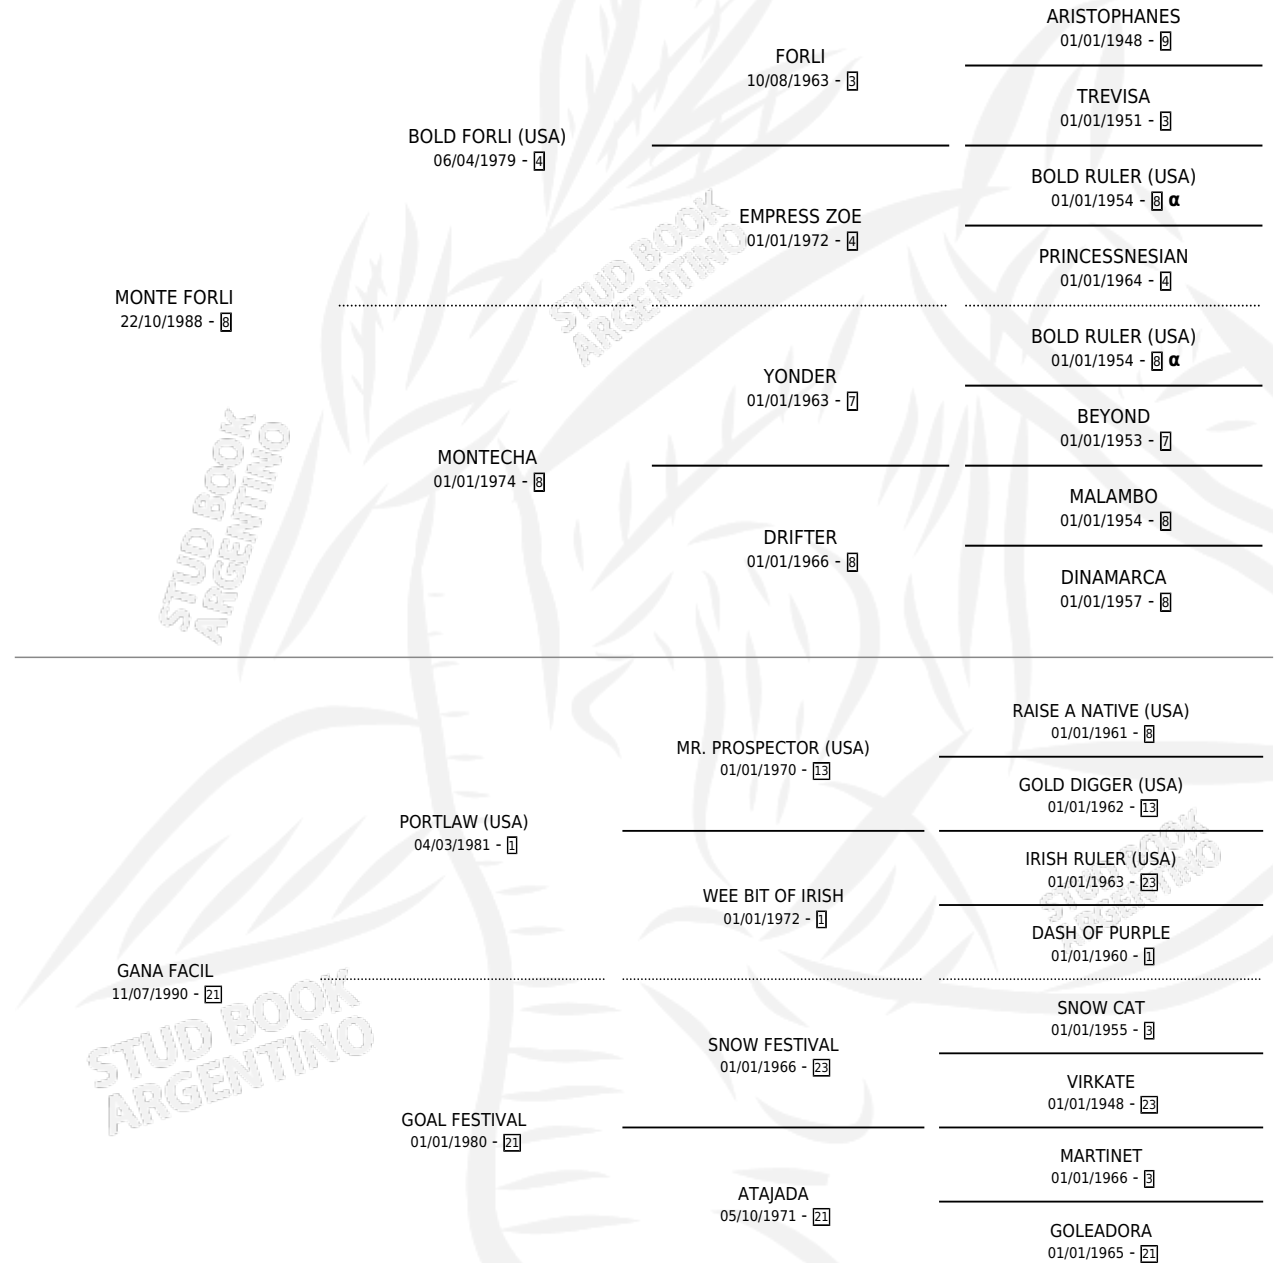 ARISTOPHANES
01/01/1948 - 9
FORLI
10/08/1963 - 3
TREVISA
01/01/1951 - 3
BOLD FORLI (USA)
06/04/1979 - 4
BOLD RULER (USA)
01/01/1954 - 8 α
EMPRESS ZOE
01/01/1972 - 4
PRINCESSNESIAN
01/01/1964 - 4
STUD BOOK
ARGENTINO
MONTE FORLI
22/10/1988 - 8
BOLD RULER (USA)
01/01/1954 - 8 α
YONDER
01/01/1963 - 7
BEYOND
01/01/1953 - 7
MONTECHA
01/01/1974 - 8
MALAMBO
01/01/1954 - 8
DRIFTER
01/01/1966 - 8
DINAMARCA
01/01/1957 - 8
STUD BOOK
ARGENTINO
RAISE A NATIVE (USA)
01/01/1961 - 8
MR. PROSPECTOR (USA)
01/01/1970 - 13
GOLD DIGGER (USA)
01/01/1962 - 13
PORTLAW (USA)
04/03/1981 - 1
IRISH RULER (USA)
01/01/1963 - 23
STUD BOOK
ARGENTINO
WEE BIT OF IRISH
01/01/1972 - 1
DASH OF PURPLE
01/01/1960 - 1
GANA FACIL
11/07/1990 - 21
STUD BOOK
ARGENTINO
SNOW CAT
01/01/1955 - 3
SNOW FESTIVAL
01/01/1966 - 23
VIRKATE
01/01/1948 - 23
GOAL FESTIVAL
01/01/1980 - 21
MARTINET
01/01/1966 - 3
ATAJADA
05/10/1971 - 21
GOLEADORA
01/01/1965 - 21